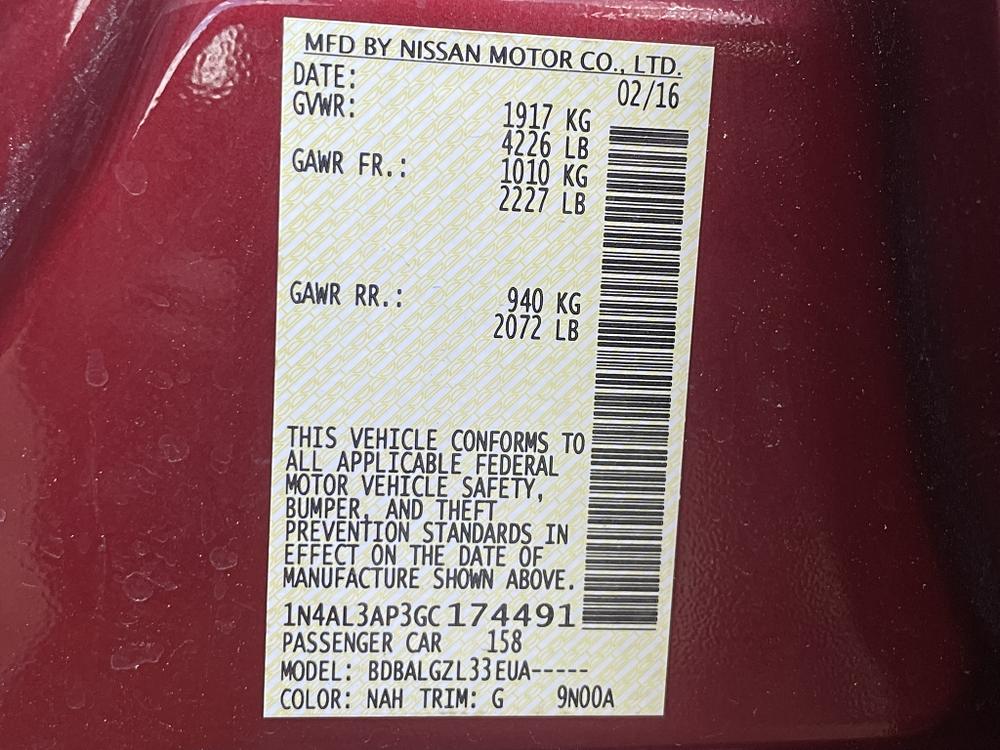 MFD BY NISSAN MOTOR CO., LTD.
DATE: 02/16
GVWR: 1917 KG
4226 LB
GAWR FR.: 1010 KG
2227 LB
GAWR RR.: 940 KG
2072 LB
THIS VEHICLE CONFORMS TO
ALL APPLICABLE FEDERAL
MOTOR VEHICLE SAFETY,
BUMPER, AND THEFT
PREVENTION STANDARDS IN
EFFECT ON THE DATE OF
MANUFACTURE SHOWN ABOVE.
1N4AL3AP3GC174491
PASSENGER CAR 158
MODEL: BDBALGZL33EUA-----
COLOR: NAH TRIM: G 9N00A